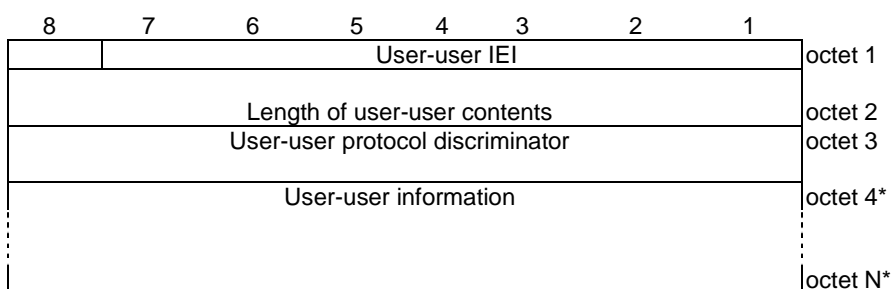 8 7 6 5 4 3 2 1
User-user IEI octet 1
Length of user-user contents octet 2
User-user protocol discriminator octet 3
User-user information octet 4*
octet N*